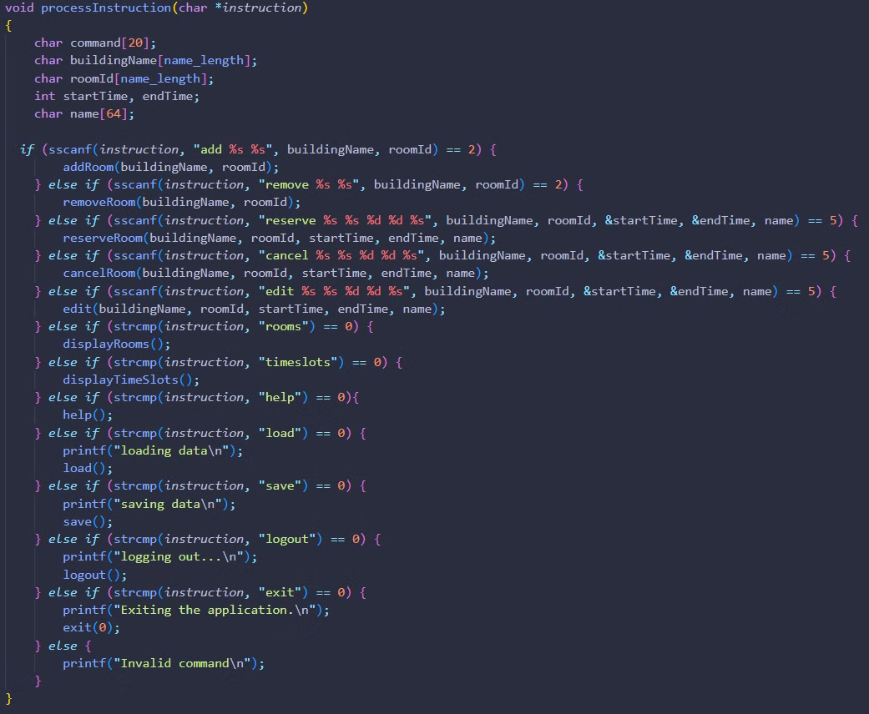 void processInstruction(char *instruction)
{
    char command[20];
    char buildingName[name_length];
    char roomId[name_length];
    int startTime, endTime;
    char name[64];

  if (sscanf(instruction, "add %s %s", buildingName, roomId) == 2) {
        addRoom(buildingName, roomId);
    } else if (sscanf(instruction, "remove %s %s", buildingName, roomId) == 2) {
        removeRoom(buildingName, roomId);
    } else if (sscanf(instruction, "reserve %s %s %d %d %s", buildingName, roomId, &startTime, &endTime, name) == 5) {
        reserveRoom(buildingName, roomId, startTime, endTime, name);
    } else if (sscanf(instruction, "cancel %s %s %d %d %s", buildingName, roomId, &startTime, &endTime, name) == 5) {
        cancelRoom(buildingName, roomId, startTime, endTime, name);
    } else if (sscanf(instruction, "edit %s %s %d %d %s", buildingName, roomId, &startTime, &endTime, name) == 5) {
        edit(buildingName, roomId, startTime, endTime, name);
    } else if (strcmp(instruction, "rooms") == 0) {
        displayRooms();
    } else if (strcmp(instruction, "timeslots") == 0) {
        displayTimeSlots();
    } else if (strcmp(instruction, "help") == 0){
        help();
    } else if (strcmp(instruction, "load") == 0) {
        printf("loading data\n");
        load();
    } else if (strcmp(instruction, "save") == 0) {
        printf("saving data\n");
        save();
    } else if (strcmp(instruction, "logout") == 0) {
        printf("logging out...\n");
        logout();
    } else if (strcmp(instruction, "exit") == 0) {
        printf("Exiting the application.\n");
        exit(0);
    } else {
        printf("Invalid command\n");
    }
}